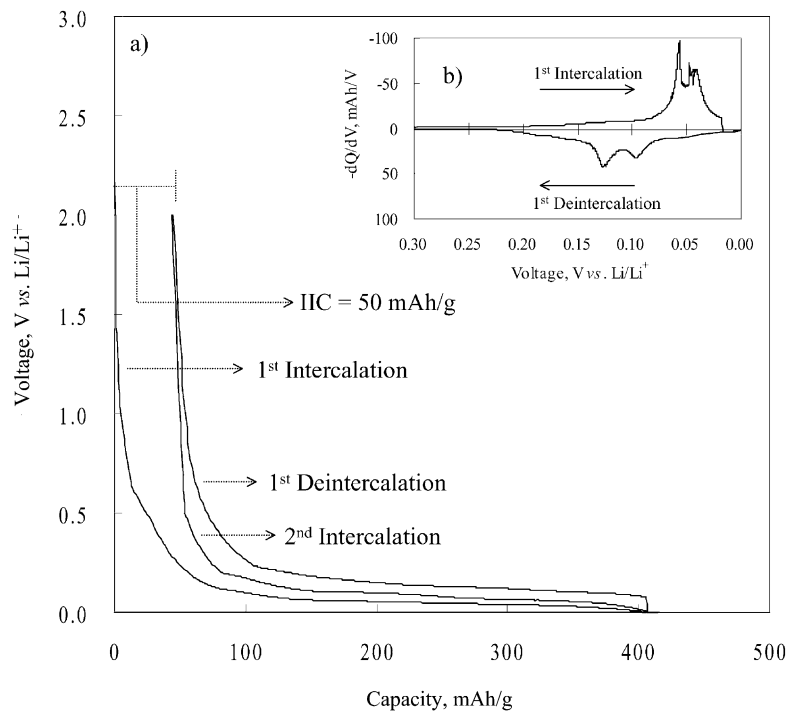 a)
3.0
2.5
2.0
1.5
1.0
0.5
0.0
Voltage, V vs. Li/Li+
IIC = 50 mAh/g
1st Intercalation
1st Deintercalation
2nd Intercalation
0 100 200 300 400 500
Capacity, mAh/g
b)
-100
-50
0
50
100
-dQ/dV, mAh/V
1st Intercalation
1st Deintercalation
0.30 0.25 0.20 0.15 0.10 0.05 0.00
Voltage, V vs. Li/Li+